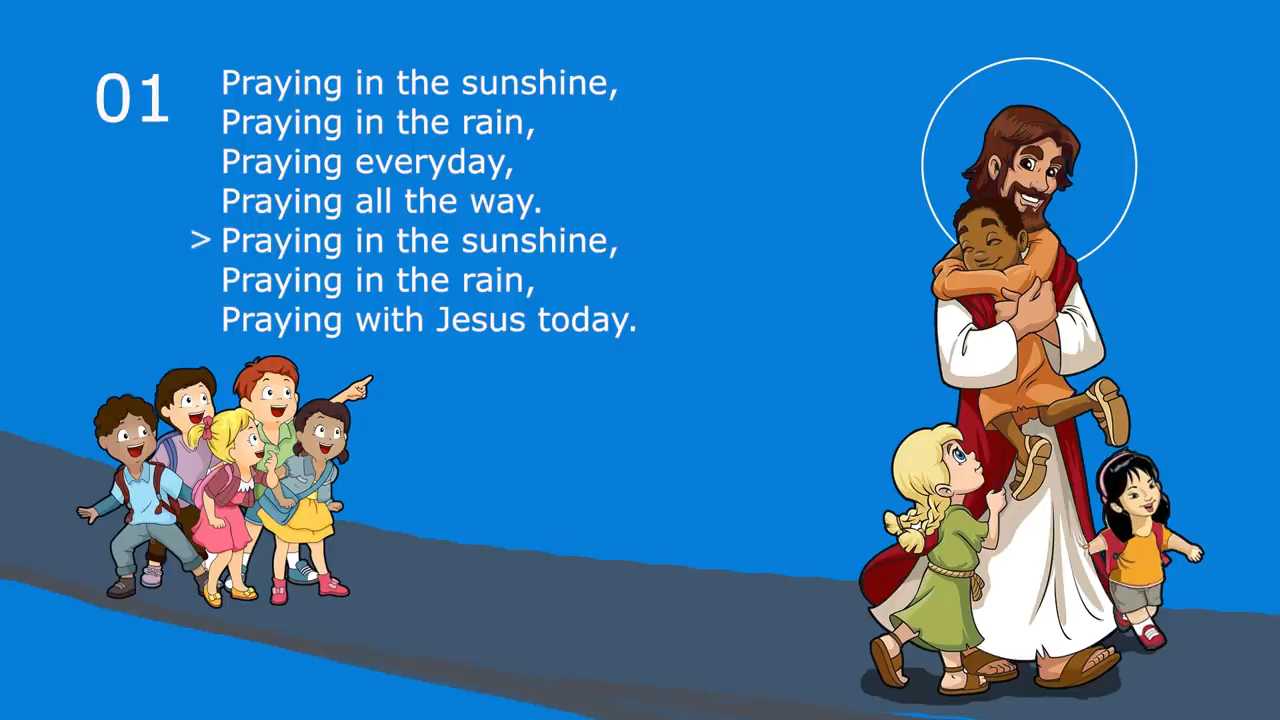 01
Praying in the sunshine,
Praying in the rain,
Praying everyday,
Praying all the way.
> Praying in the sunshine,
Praying in the rain,
Praying with Jesus today.